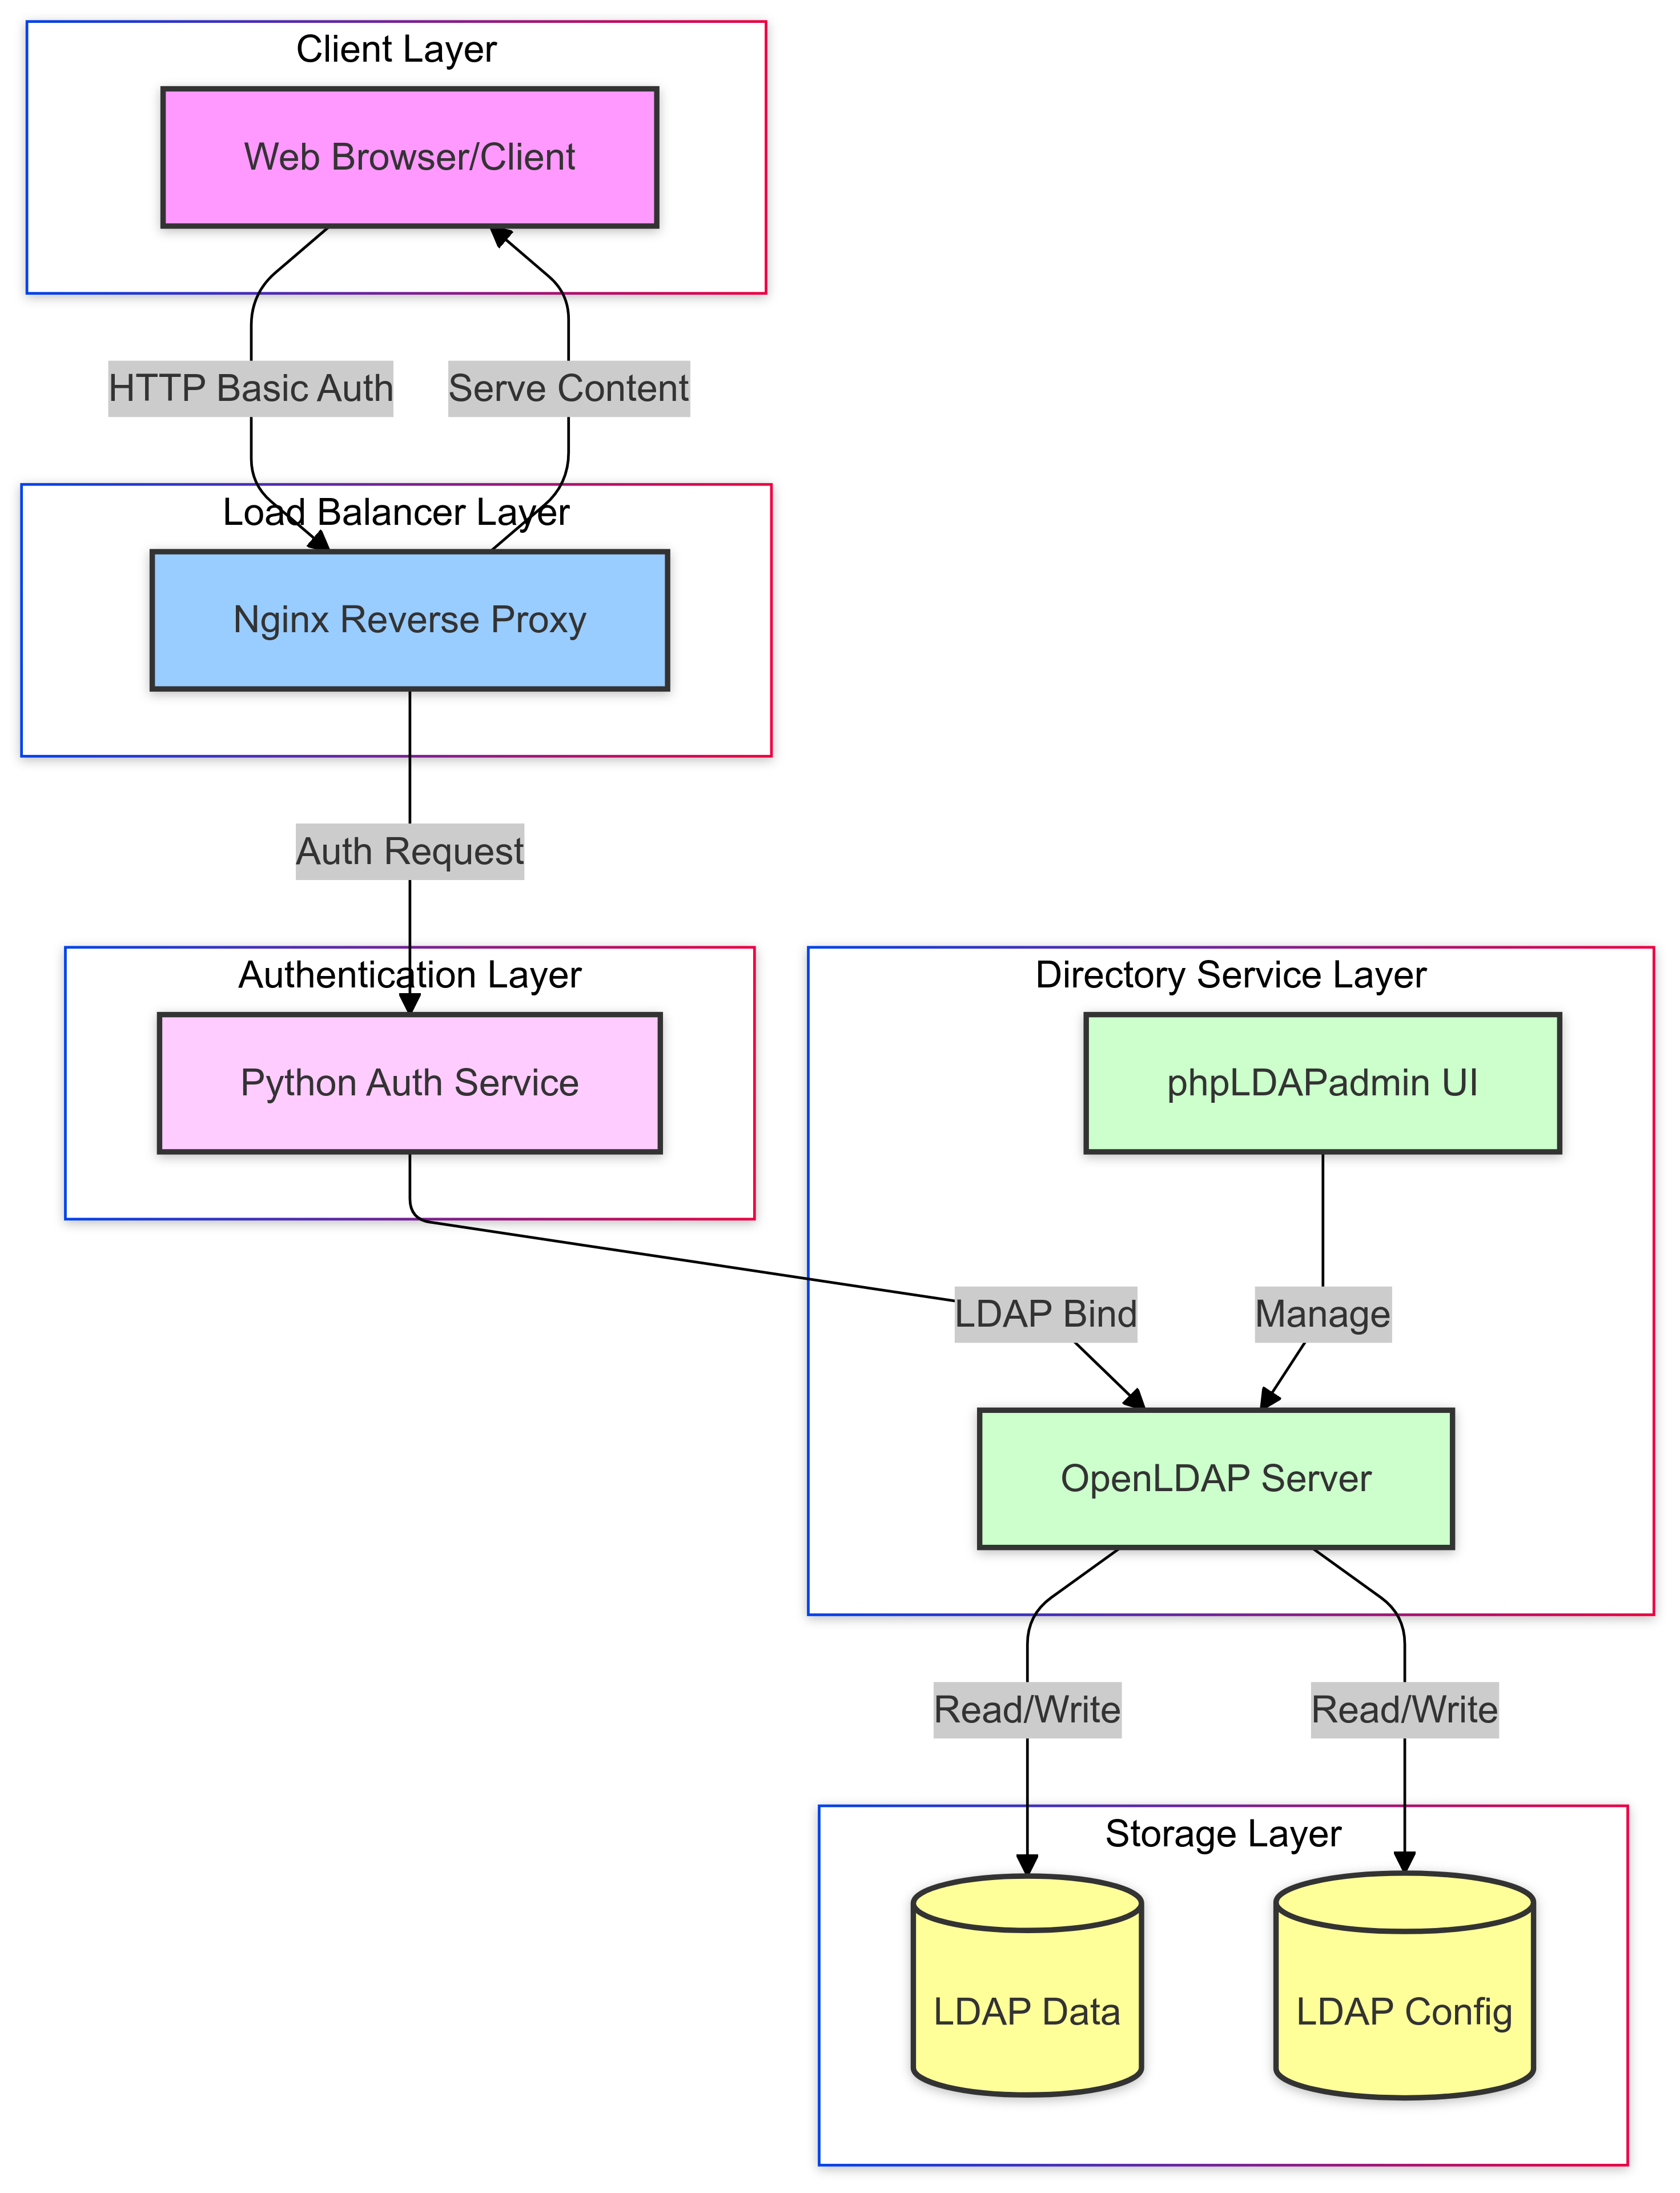 Client Layer
Web Browser/Client
HTTP Basic Auth
Serve Content
Load Balancer Layer
Nginx Reverse Proxy
Auth Request
Authentication Layer
Python Auth Service
Directory Service Layer
phpLDAPadmin UI
LDAP Bind
Manage
OpenLDAP Server
Read/Write
Read/Write
Storage Layer
LDAP Data
LDAP Config